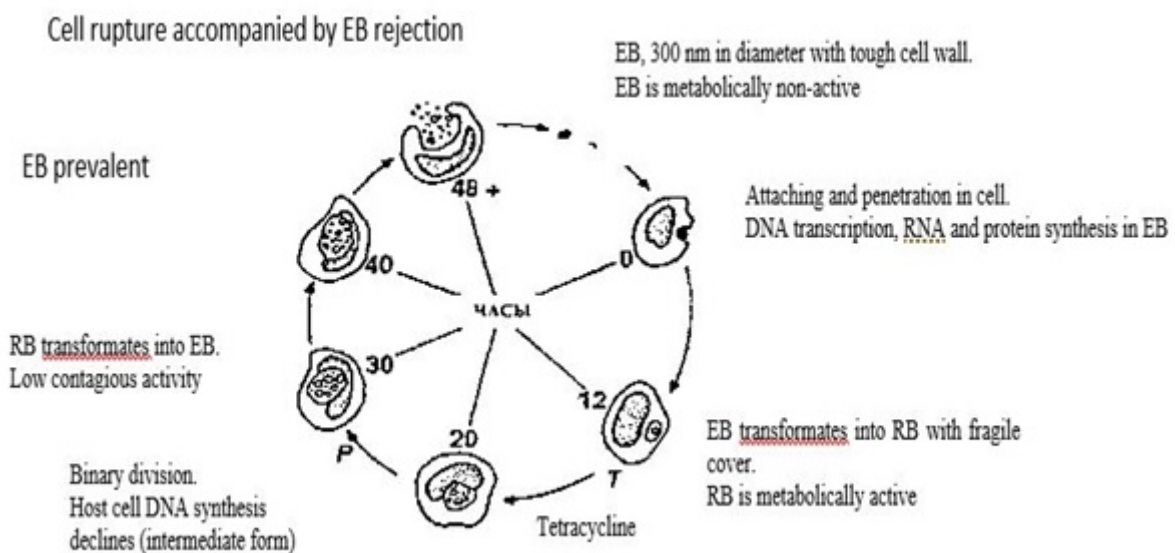 Cell rupture accompanied by EB rejection
EB, 300 nm in diameter with tough cell wall.
EB is metabolically non-active
EB prevalent
48 +
Attaching and penetration in cell.
DNA transcription, RNA and protein synthesis in EB
0
40
ЧАСЫ
RB transformates into EB.
Low contagious activity
30
12
EB transformates into RB with fragile
cover.
RB is metabolically active
20
P
T
Binary division.
Host cell DNA synthesis
declines (intermediate form)
Tetracycline